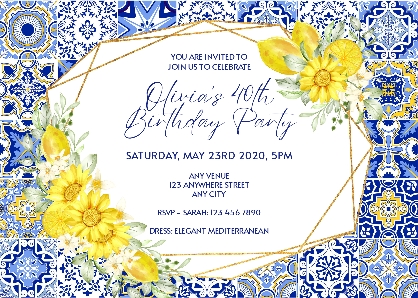 YOU ARE INVITED TO
JOIN US TO CELEBRATE
Olivia's 40th
Birthday Party
SATURDAY, MAY 23RD 2020, 5PM
ANY VENUE
123 ANYWHERE STREET
ANY CITY
RSVP - SARAH: 123 456 7890
DRESS: ELEGANT MEDITERRANEAN